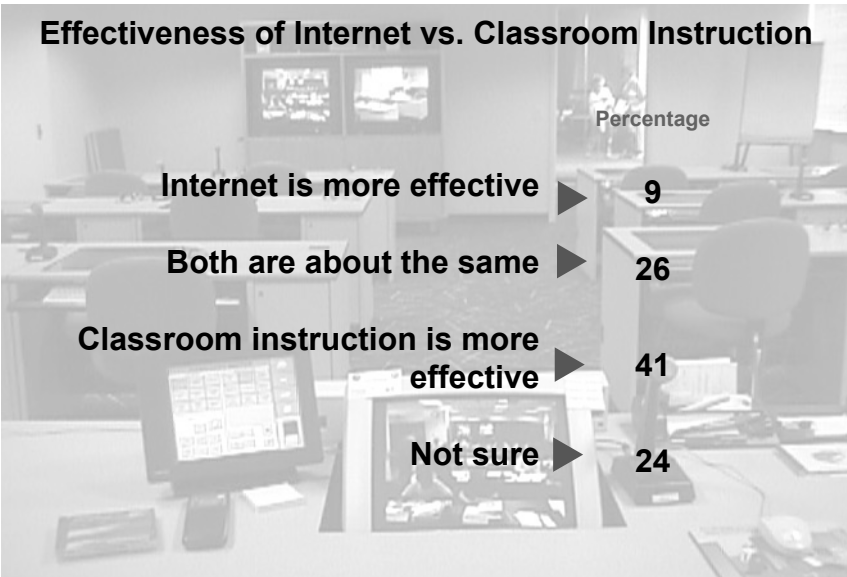 Effectiveness of Internet vs. Classroom Instruction
Percentage
Internet is more effective 9
Both are about the same 26
Classroom instruction is more
effective 41
Not sure 24